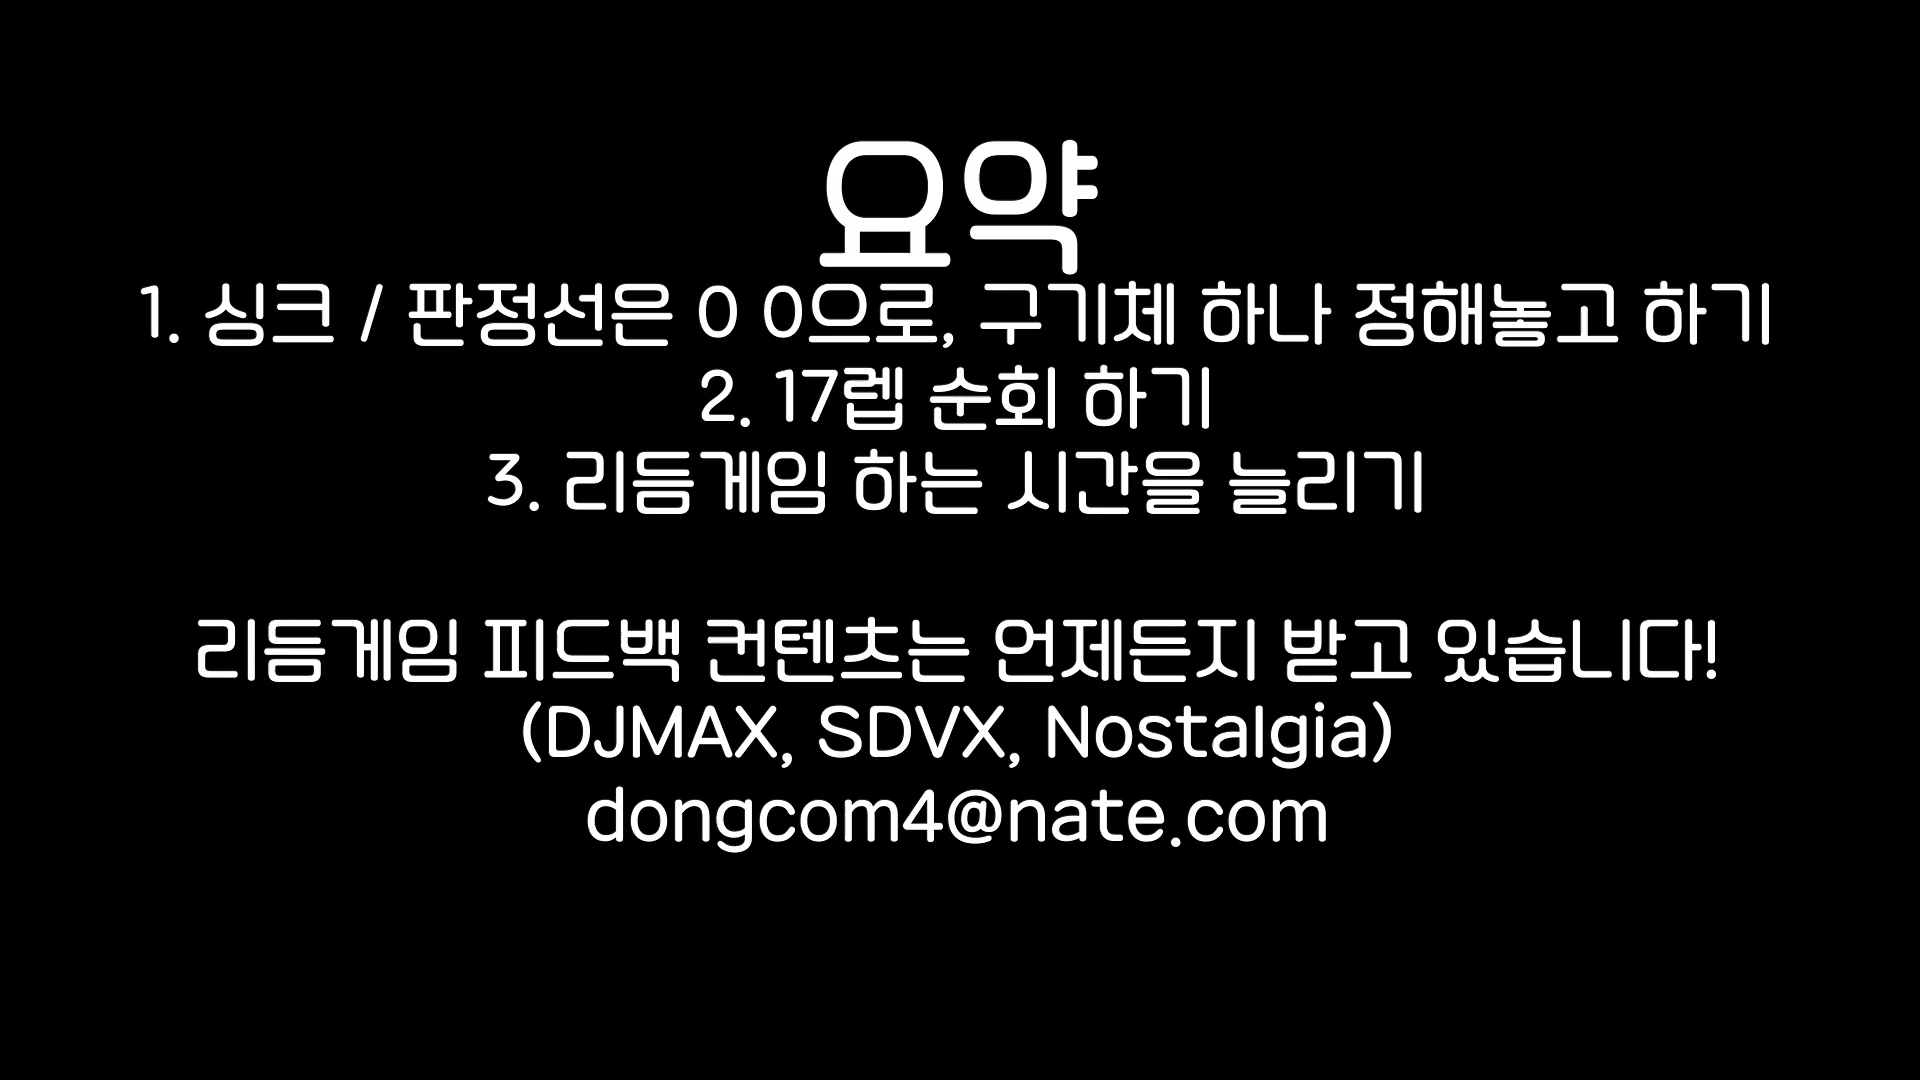 요약
1. 싱크 / 판정선은 0 0으로, 구기체 하나 정해놓고 하기
2. 17렙 순회 하기
3. 리듬게임 하는 시간을 늘리기
리듬게임 피드백 컨텐츠는 언제든지 받고 있습니다!
(DJMAX, SDVX, Nostalgia)
dongcom4@nate.com